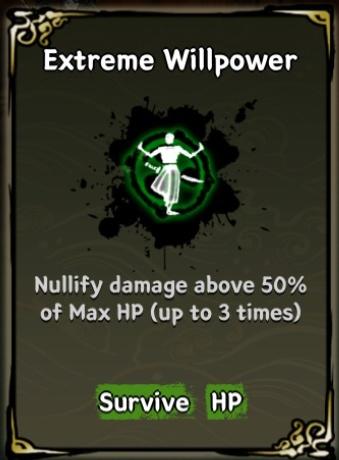 Extreme Willpower
Nullify damage above 50%
of Max HP (up to 3 times)
Survive HP